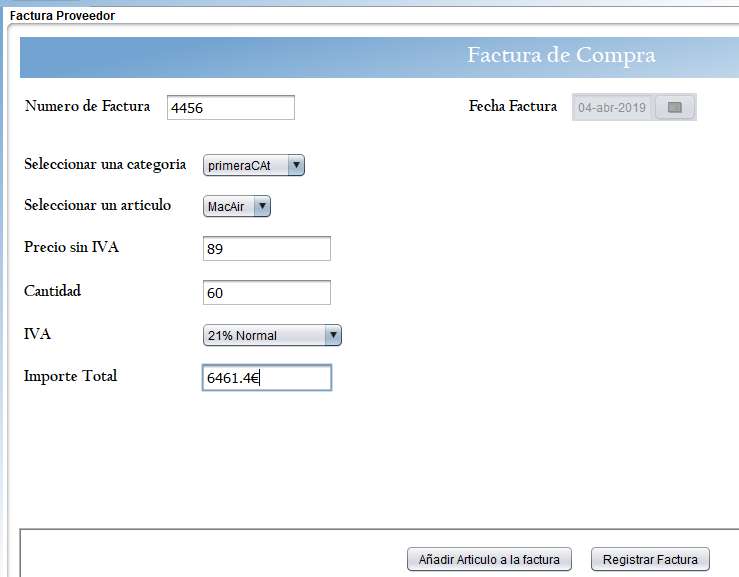 Factura Proveedor
Factura de Compra
Numero de Factura 4456 Fecha Factura 04-abr-2019
Seleccionar una categoria primeraCAt
Seleccionar un articulo MacAir
Precio sin IVA 89
Cantidad 60
IVA 21% Normal
Importe Total 6461.4€
Añadir Articulo a la factura Registrar Factura